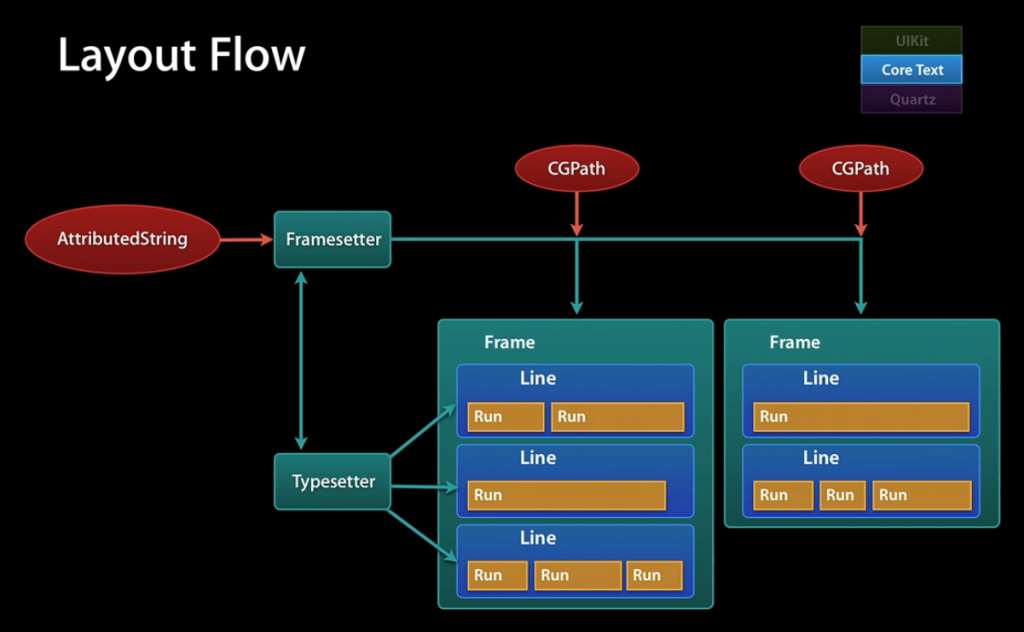 Layout Flow
UIKit
Core Text
Quartz
CGPath
CGPath
AttributedString
Framesetter
Typesetter
Frame
Line
Run Run
Line
Run
Line
Run Run Run
Frame
Line
Run
Line
Run Run Run